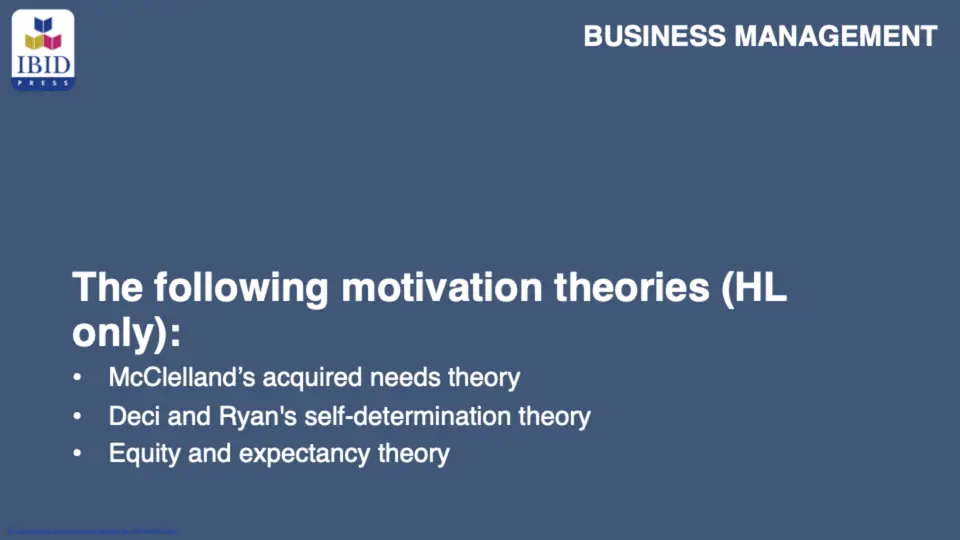 IBID
PRESS
BUSINESS MANAGEMENT
The following motivation theories (HL
only):
• McClelland’s acquired needs theory
• Deci and Ryan's self-determination theory
• Equity and expectancy theory